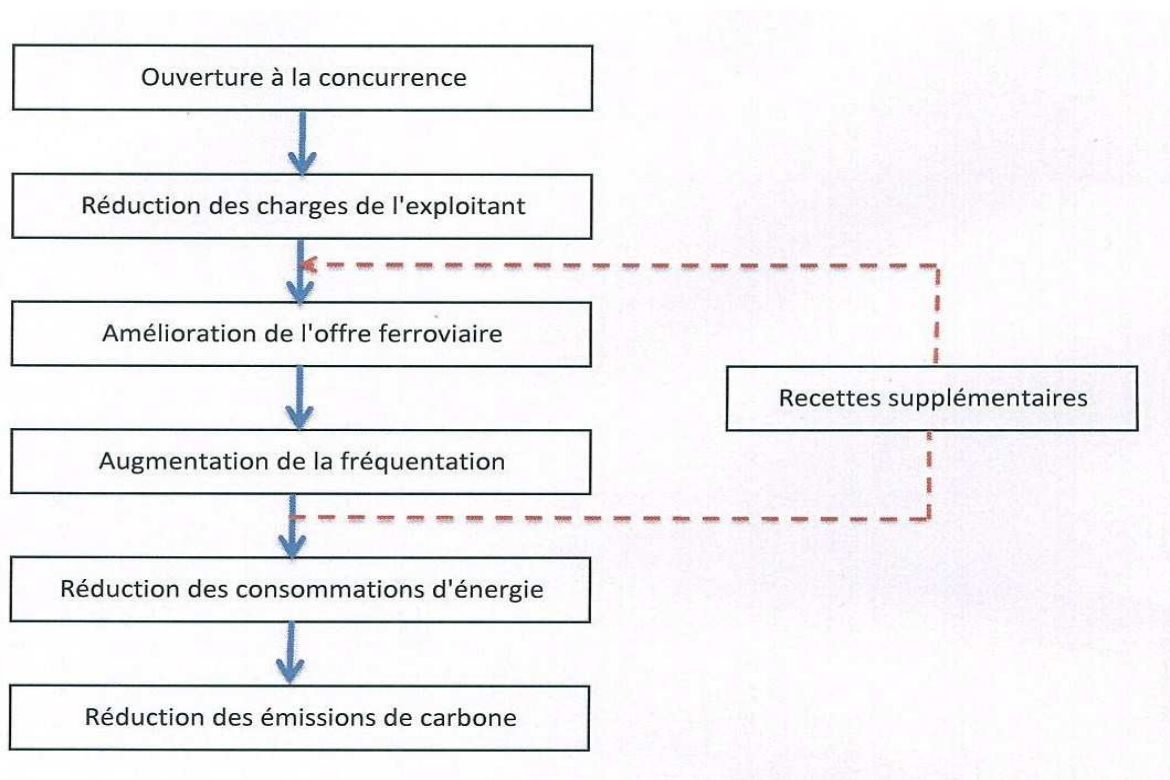 Ouverture à la concurrence
Réduction des charges de l'exploitant
Amélioration de l'offre ferroviaire
Recettes supplémentaires
Augmentation de la fréquentation
Réduction des consommations d'énergie
Réduction des émissions de carbone